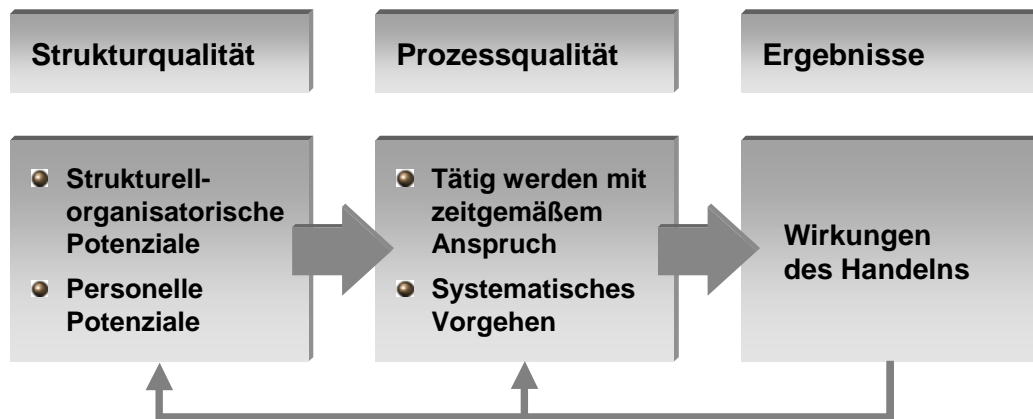 Strukturqualität
Prozessqualität
Ergebnisse
Strukturell-
organisatorische
Potenziale
Personelle
Potenziale
Tätig werden mit
zeitgemäßem
Anspruch
Systematisches
Vorgehen
Wirkungen
des Handelns